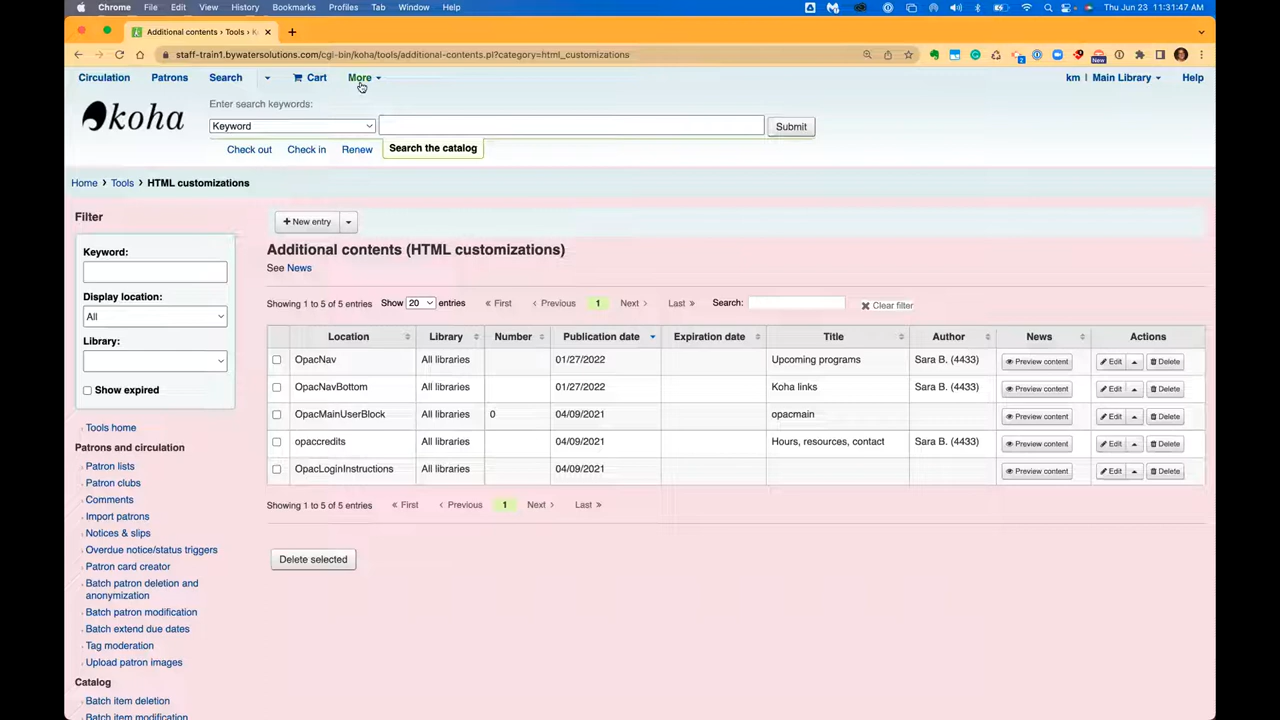 Chrome File Edit View History Bookmarks Profiles Tab Window Help Thu Jun 23 11:31:47 AM
Additional contents › Tools › K
staff-train1.bywatersolutions.com/cgi-bin/koha/tools/additional-contents.pl?category=html_customizations
New
Circulation Patrons Search Cart More km | Main Library Help
koha
Enter search keywords:
Keyword Submit
Check out Check in Renew Search the catalog
Home › Tools › HTML customizations
Filter
Keyword:
Display location:
All
Library:
Show expired
+ New entry
Additional contents (HTML customizations)
See News
Showing 1 to 5 of 5 entries Show 20 entries « First ‹ Previous 1 Next › Last » Search: Clear filter
Location Library Number Publication date Expiration date Title Author News Actions
OpacNav All libraries 01/27/2022 Upcoming programs Sara B. (4433) Preview content Edit Delete
OpacNavBottom All libraries 01/27/2022 Koha links Sara B. (4433) Preview content Edit Delete
OpacMainUserBlock All libraries 0 04/09/2021 opacmain Preview content Edit Delete
opaccredits All libraries 04/09/2021 Hours, resources, contact Sara B. (4433) Preview content Edit Delete
OpacLoginInstructions All libraries 04/09/2021 Preview content Edit Delete
Showing 1 to 5 of 5 entries « First ‹ Previous 1 Next › Last »
Delete selected
Tools home
Patrons and circulation
Patron lists
Patron clubs
Comments
Import patrons
Notices & slips
Overdue notice/status triggers
Patron card creator
Batch patron deletion and
anonymization
Batch patron modification
Batch extend due dates
Tag moderation
Upload patron images
Catalog
Batch item deletion
Batch item modification